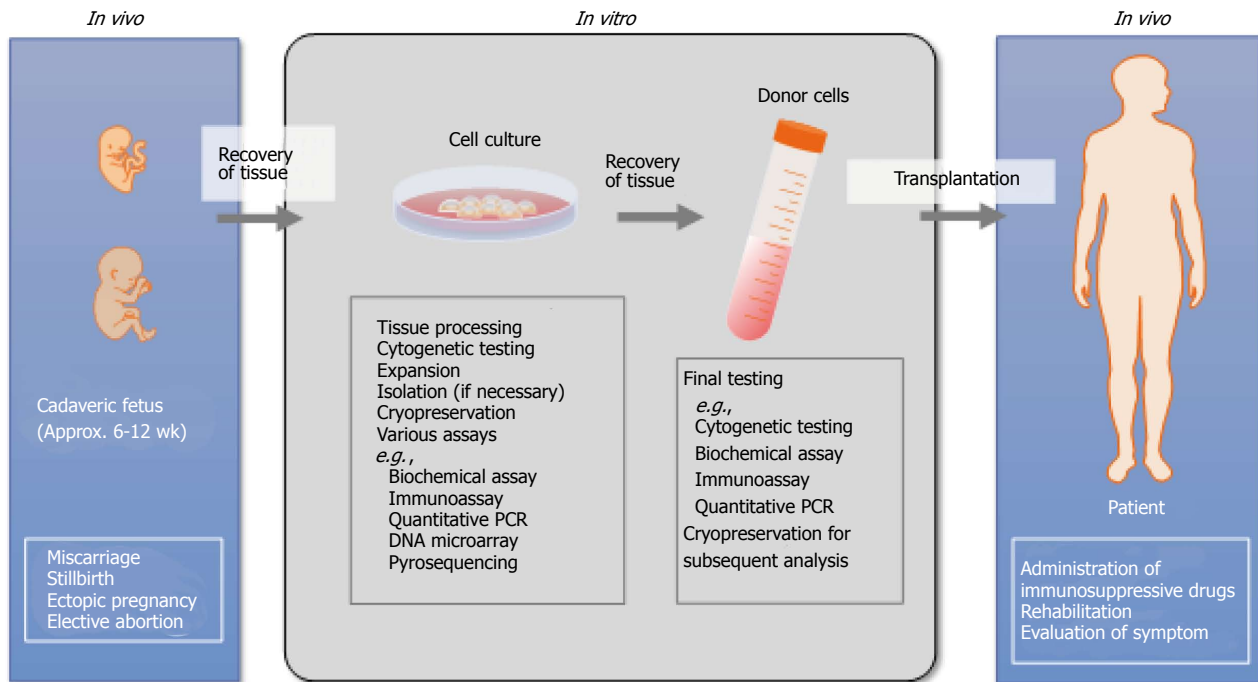 In vivo
In vitro
In vivo
Recovery
of tissue
Cell culture
Recovery
of tissue
Donor cells
Transplantation
Cadaveric fetus
(Approx. 6-12 wk)
Miscarriage
Stillbirth
Ectopic pregnancy
Elective abortion
Tissue processing
Cytogenetic testing
Expansion
Isolation (if necessary)
Cryopreservation
Various assays
e.g.,
Biochemical assay
Immunoassay
Quantitative PCR
DNA microarray
Pyrosequencing
Final testing
e.g.,
Cytogenetic testing
Biochemical assay
Immunoassay
Quantitative PCR
Cryopreservation for
subsequent analysis
Patient
Administration of
immunosuppressive drugs
Rehabilitation
Evaluation of symptom